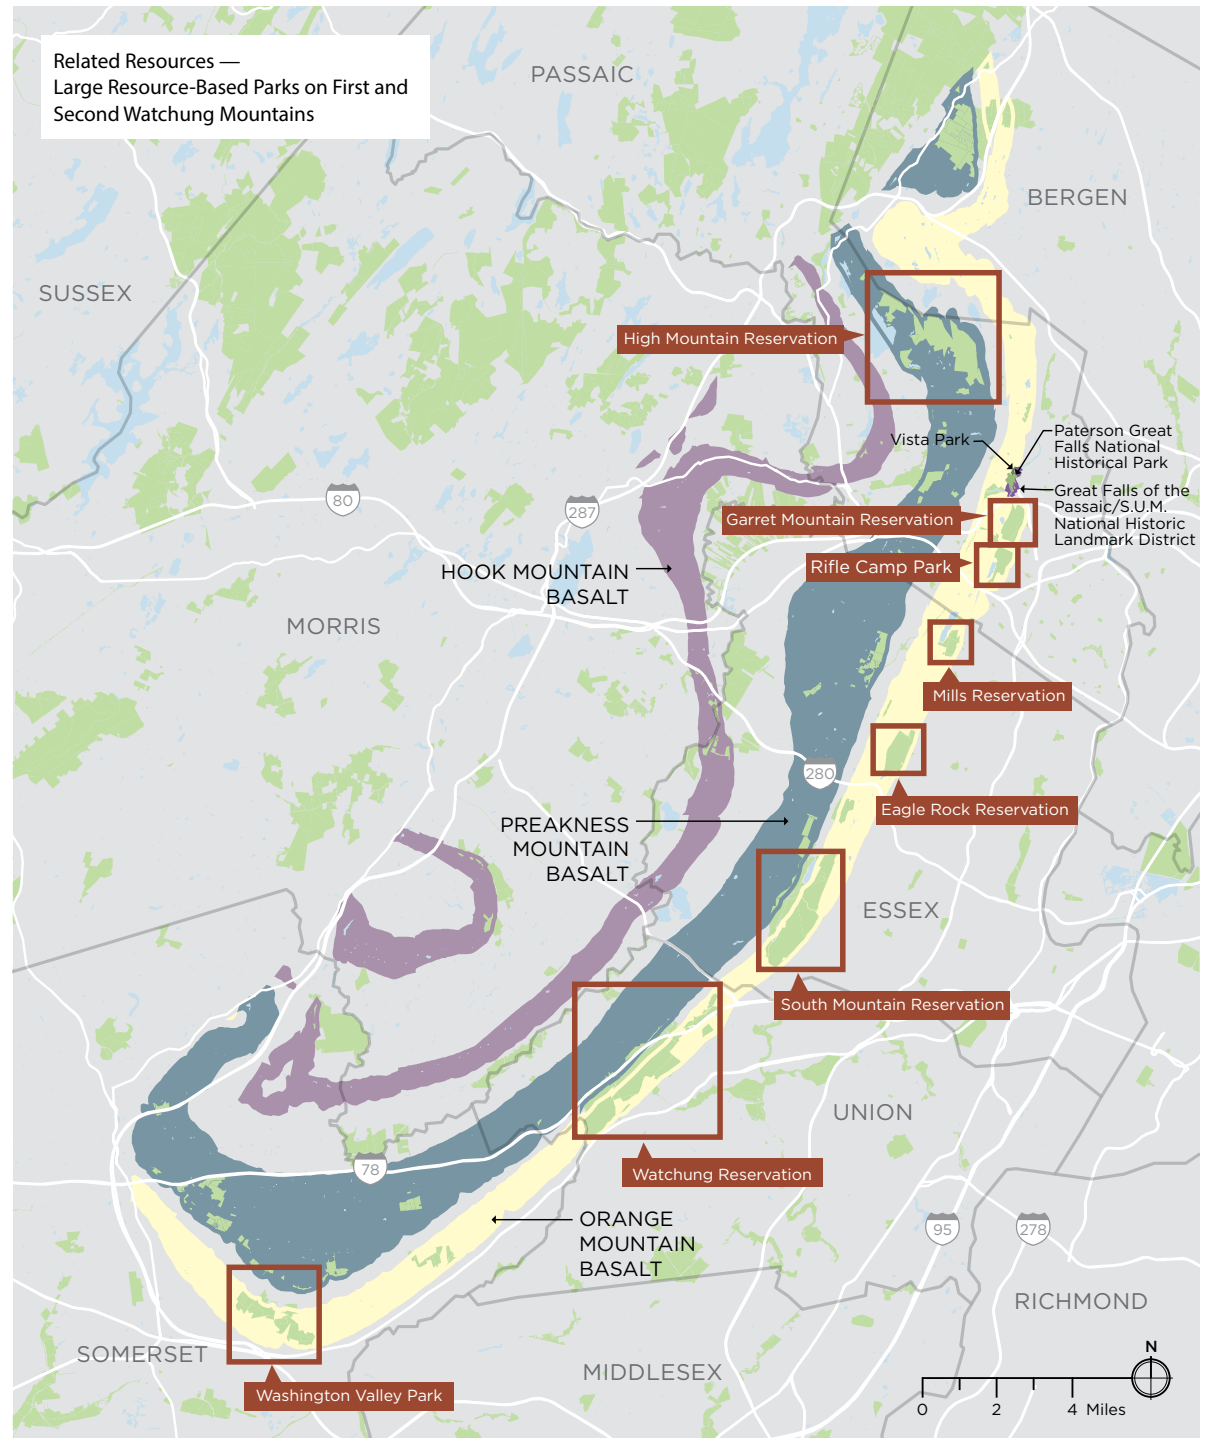 Related Resources —
Large Resource-Based Parks on First and
Second Watchung Mountains
PASSAIC
BERGEN
SUSSEX
High Mountain Reservation
Vista Park
Paterson Great
Falls National
Historical Park
Great Falls of the
Passaic/S.U.M.
National Historic
Landmark District
80
287
Garret Mountain Reservation
Rifle Camp Park
HOOK MOUNTAIN
BASALT
MORRIS
Mills Reservation
280
Eagle Rock Reservation
PREAKNESS
MOUNTAIN
BASALT
ESSEX
South Mountain Reservation
UNION
78
Watchung Reservation
ORANGE
MOUNTAIN
BASALT
95
278
RICHMOND
SOMERSET
MIDDLESEX
Washington Valley Park
N
0 2 4 Miles